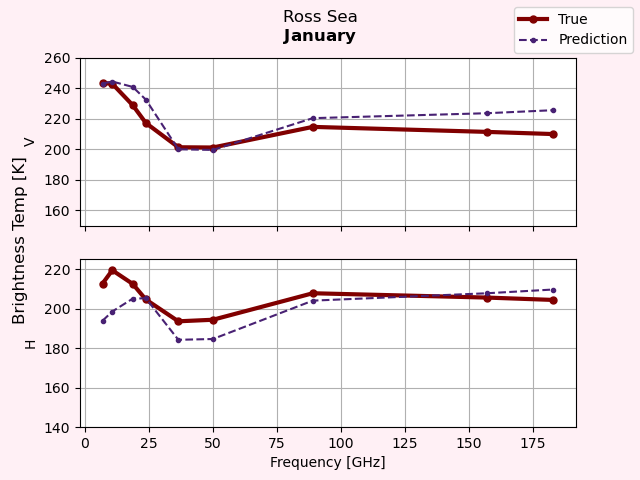 Ross Sea
January
True
Prediction
Brightness Temp [K]
V
260
240
220
200
180
160
H
220
200
180
160
140
0 25 50 75 100 125 150 175
Frequency [GHz]